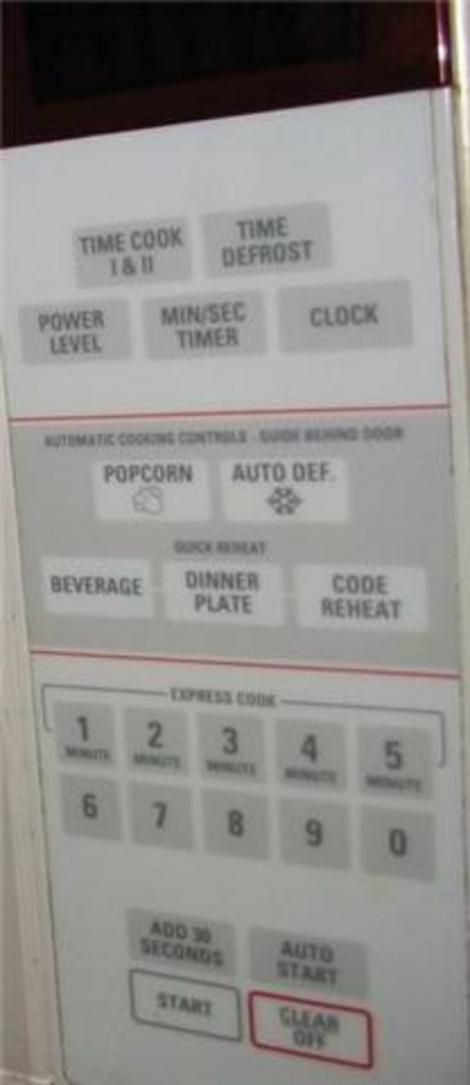 TIME COOK
I & II
TIME
DEFROST
POWER
LEVEL
MIN/SEC
TIMER
CLOCK
AUTOMATIC COOKING CONTROLS - GUIDE BEHIND DOOR
POPCORN
AUTO DEF.
QUICK REHEAT
BEVERAGE
DINNER
PLATE
CODE
REHEAT
EXPRESS COOK
1
MINUTE
2
MINUTE
3
MINUTE
4
MINUTE
5
MINUTE
6
7
8
9
0
ADD 30
SECONDS
AUTO
START
START
CLEAR
OFF